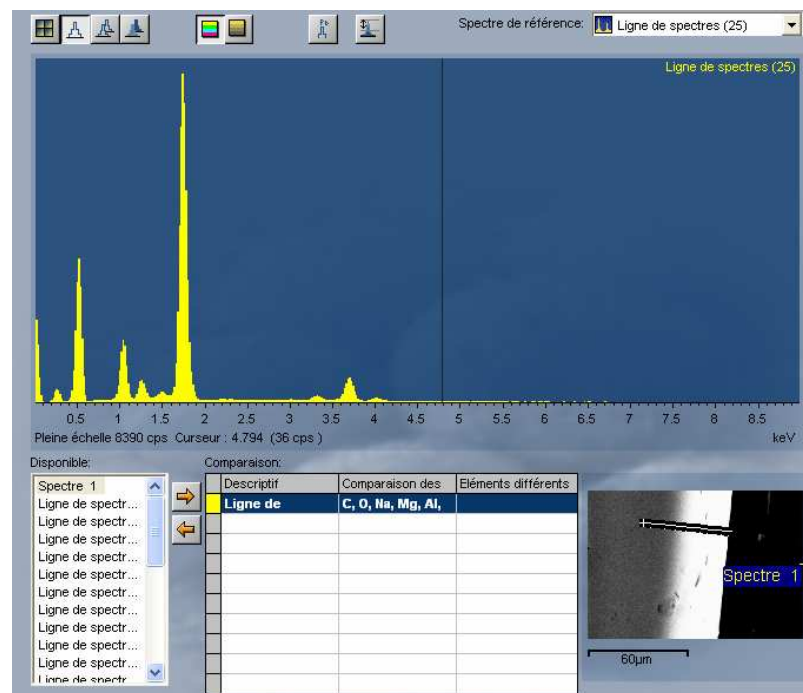 Spectre de référence: Ligne de spectres (25)
Ligne de spectres (25)
0.5 1 1.5 2 2.5 3 3.5 4 4.5 5 5.5 6 6.5 7 7.5 8 8.5
Pleine échelle 8390 cps Curseur : 4.794 (36 cps ) keV
Disponible:
Spectre 1
Ligne de spectr...
Ligne de spectr...
Ligne de spectr...
Ligne de spectr...
Ligne de spectr...
Ligne de spectr...
Ligne de spectr...
Ligne de spectr...
Ligne de spectr...
Ligne de spectr...
Ligne de spectr
Comparaison:
Descriptif Comparaison des Eléments différents
Ligne de C, O, Na, Mg, Al,
Spectre 1
60µm